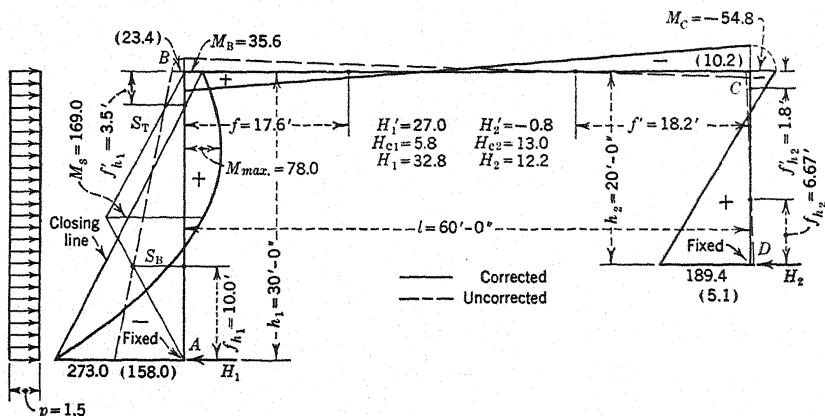 M_C = −54.8
(23.4)
M_B = 35.6
B
+
−
(10.2)
C
S_T
f = 17.6'
H'_1 = 27.0
H'_2 = −0.8
f' = 18.2'
H_c1 = 5.8
H_c2 = 13.0
H_1 = 32.8
H_2 = 12.2
M_s = 169.0
f'_h1 = 3.5'
f'_h2 = 1.8'
M_max. = 78.0
+
h_2 = 20'-0"
+
f_h2 = 6.67'
Closing
line
l = 60'-0"
h_1 = 30'-0"
S_B
Fixed
D
f_h1 = 10.0'
Corrected
Uncorrected
189.4
(5.1)
H_2
−
Fixed
A
273.0 (158.0)
H_1
p = 1.5